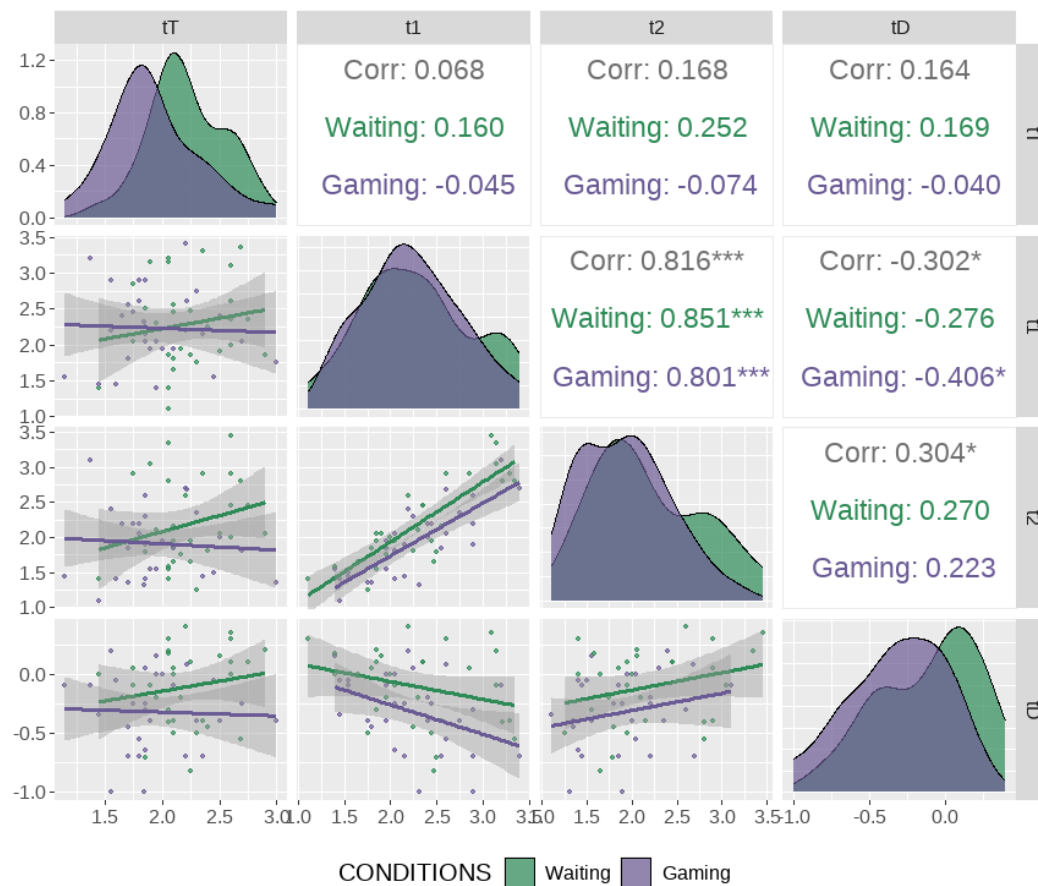 tT t1 t2 tD
1.2
0.8
0.4
0.0
Corr: 0.068
Waiting: 0.160
Gaming: -0.045
Corr: 0.168
Waiting: 0.252
Gaming: -0.074
Corr: 0.164
Waiting: 0.169
Gaming: -0.040
3.5
3.0
2.5
2.0
1.5
1.0
Corr: 0.816***
Waiting: 0.851***
Gaming: 0.801***
Corr: -0.302*
Waiting: -0.276
Gaming: -0.406*
t1
3.5
3.0
2.5
2.0
1.5
1.0
Corr: 0.304*
Waiting: 0.270
Gaming: 0.223
t2
0.0
-0.5
-1.0
tD
1.5 2.0 2.5 3.0 1.0 1.5 2.0 2.5 3.0 1.5 2.0 2.5 3.0 3.5 -1.0 -0.5 0.0
CONDITIONS Waiting Gaming